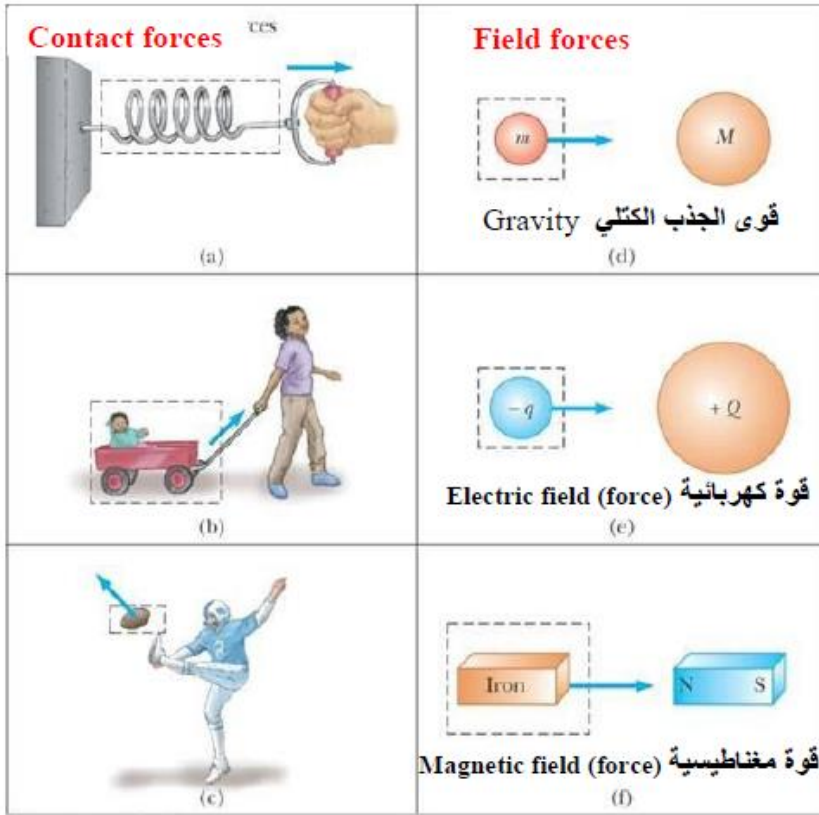 Contact forces
ces
(a)
(b)
(c)
Field forces
m
M
Gravity قوى الجذب الكتلي
(d)
– q
+ Q
Electric field (force) قوة كهربائية
(e)
Iron
N S
Magnetic field (force) قوة مغناطيسية
(f)